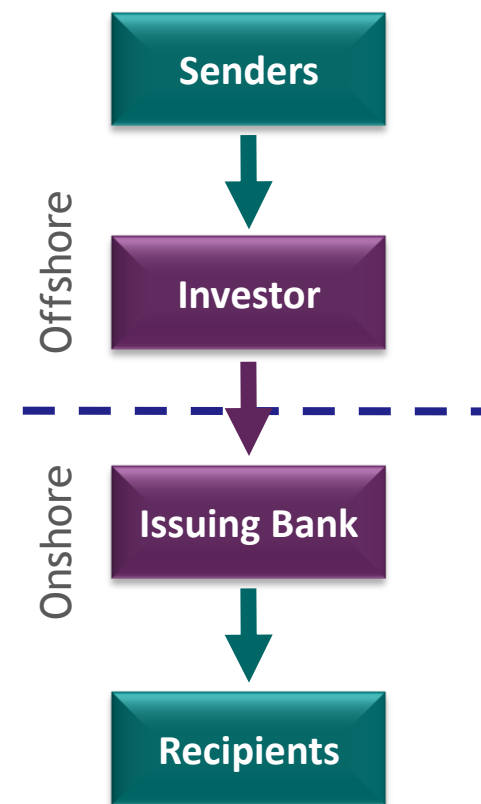 Senders
Offshore
Investor
Onshore
Issuing Bank
Recipients